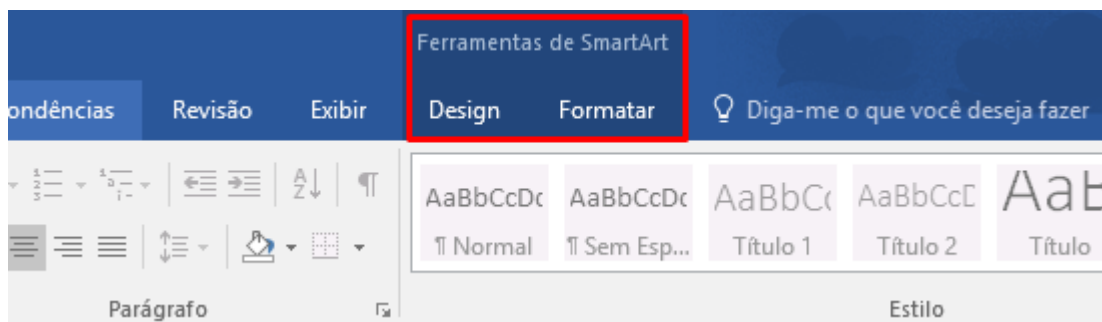 Ferramentas de SmartArt
ondências Revisão Exibir Design Formatar Diga-me o que você deseja fazer
AaBbCcDc AaBbCcDc AaBbC( AaBbCcE AaB
¶ Normal ¶ Sem Esp... Título 1 Título 2 Título
Parágrafo Estilo